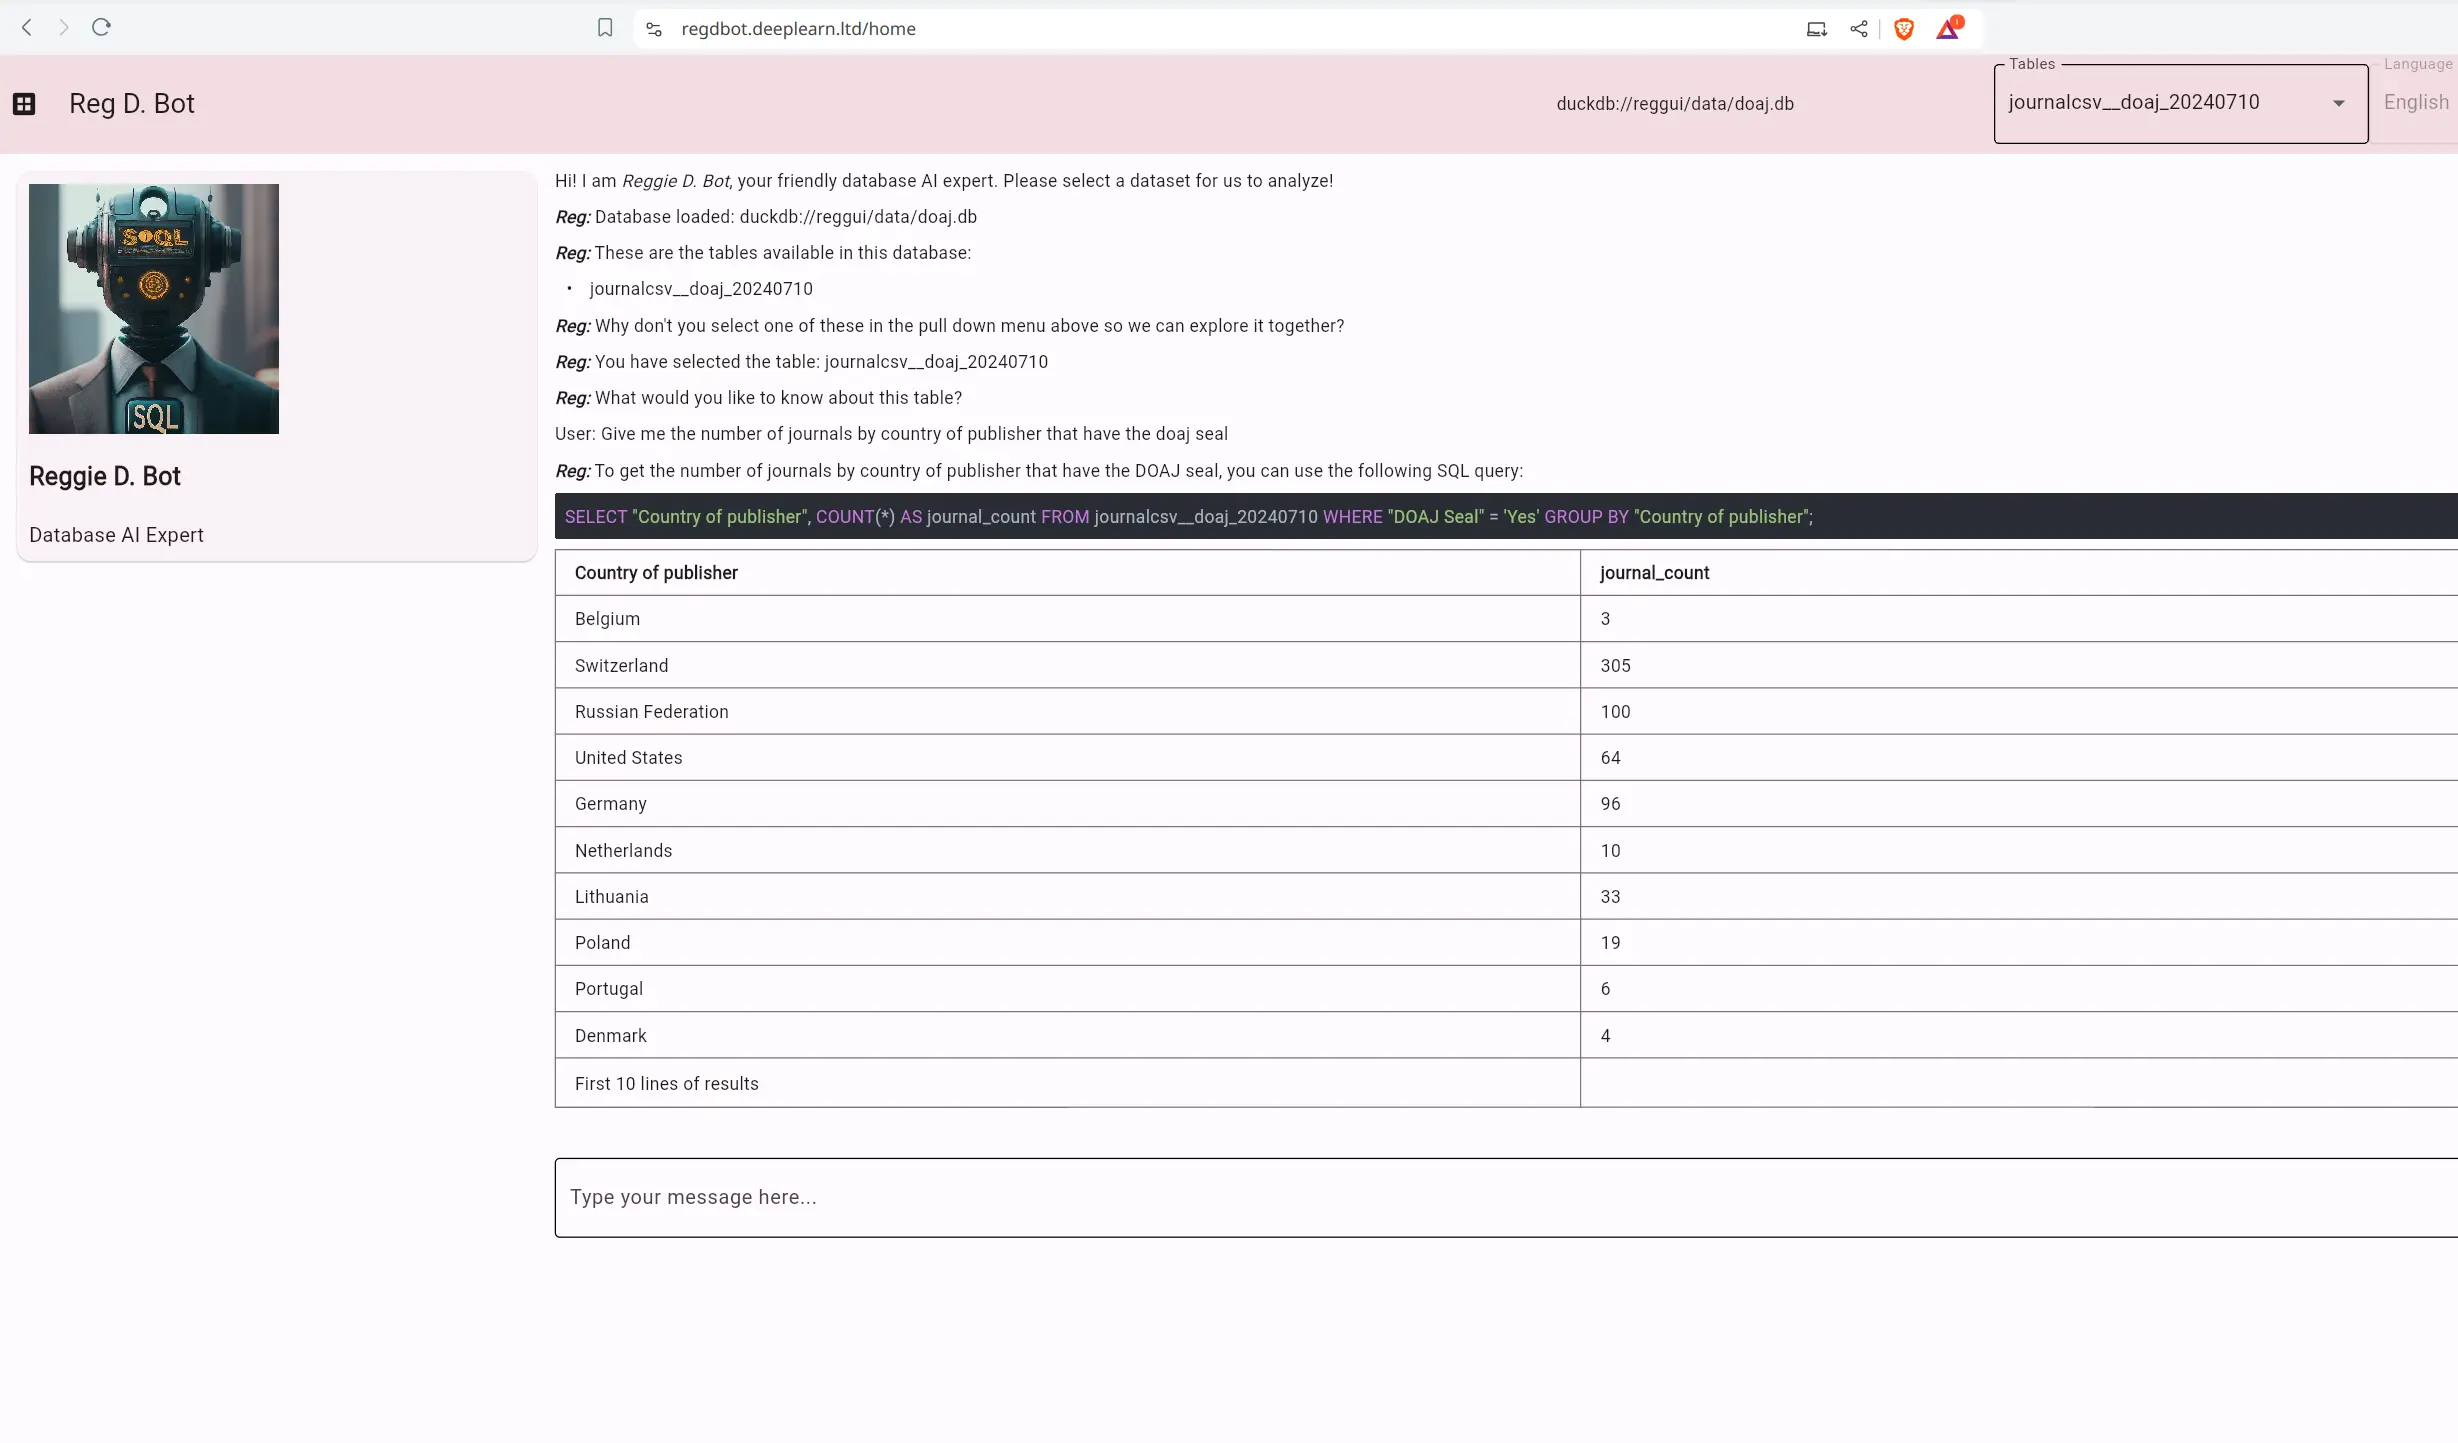 regdbot.deeplearn.ltd/home
Reg D. Bot
duckdb://reggui/data/doaj.db
Tables
journalcsv__doaj_20240710
Language
English
SQL
SQL
Reggie D. Bot
Database AI Expert
Hi! I am Reggie D. Bot, your friendly database AI expert. Please select a dataset for us to analyze!
Reg: Database loaded: duckdb://reggui/data/doaj.db
Reg: These are the tables available in this database:
• journalcsv__doaj_20240710
Reg: Why don't you select one of these in the pull down menu above so we can explore it together?
Reg: You have selected the table: journalcsv__doaj_20240710
Reg: What would you like to know about this table?
User: Give me the number of journals by country of publisher that have the doaj seal
Reg: To get the number of journals by country of publisher that have the DOAJ seal, you can use the following SQL query:
SELECT "Country of publisher", COUNT(*) AS journal_count FROM journalcsv__doaj_20240710 WHERE "DOAJ Seal" = 'Yes' GROUP BY "Country of publisher";
Country of publisher journal_count
Belgium 3
Switzerland 305
Russian Federation 100
United States 64
Germany 96
Netherlands 10
Lithuania 33
Poland 19
Portugal 6
Denmark 4
First 10 lines of results
Type your message here...